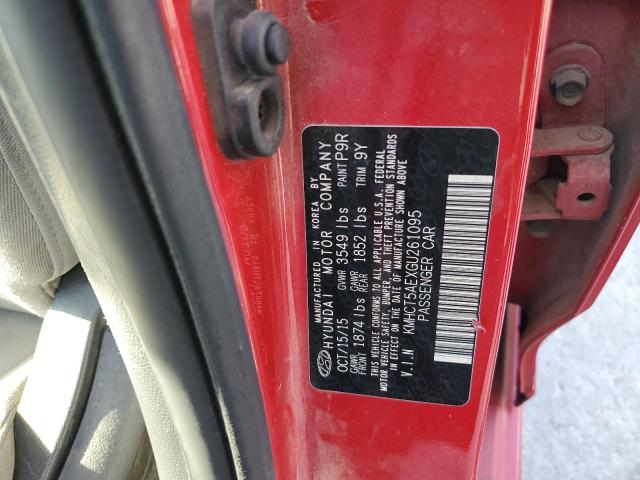 MANUFACTURED IN KOREA BY
HYUNDAI MOTOR COMPANY
OCT/15/15 GVWR 3549 lbs PAINT P9R
GAWR FRONT 1874 lbs GAWR REAR 1852 lbs TRIM 9Y
THIS VEHICLE CONFORMS TO ALL APPLICABLE U.S.A. FEDERAL
MOTOR VEHICLE SAFETY, BUMPER, AND THEFT PREVENTION STANDARDS
IN EFFECT ON THE DATE OF MANUFACTURE SHOWN ABOVE.
V.I.N KMHCT5AEXGU261095
PASSENGER CAR